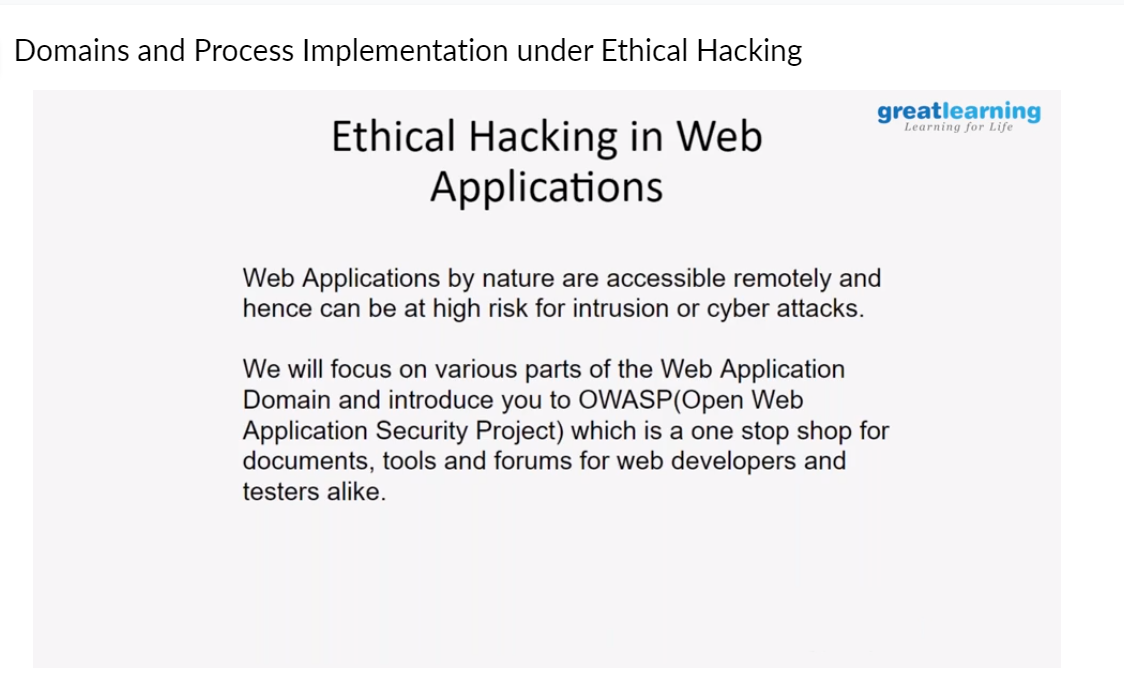 Domains and Process Implementation under Ethical Hacking
greatlearning
Learning for Life
Ethical Hacking in Web
Applications
Web Applications by nature are accessible remotely and
hence can be at high risk for intrusion or cyber attacks.
We will focus on various parts of the Web Application
Domain and introduce you to OWASP(Open Web
Application Security Project) which is a one stop shop for
documents, tools and forums for web developers and
testers alike.